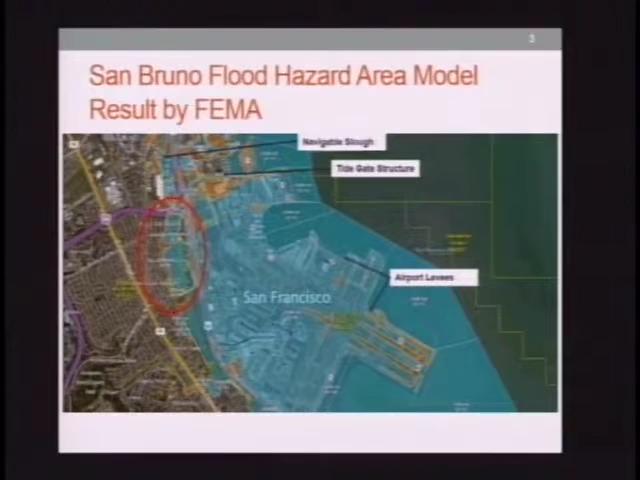 3
San Bruno Flood Hazard Area Model
Result by FEMA
Navigable Slough
Tide Gate Structure
Airport Levees
San Francisco